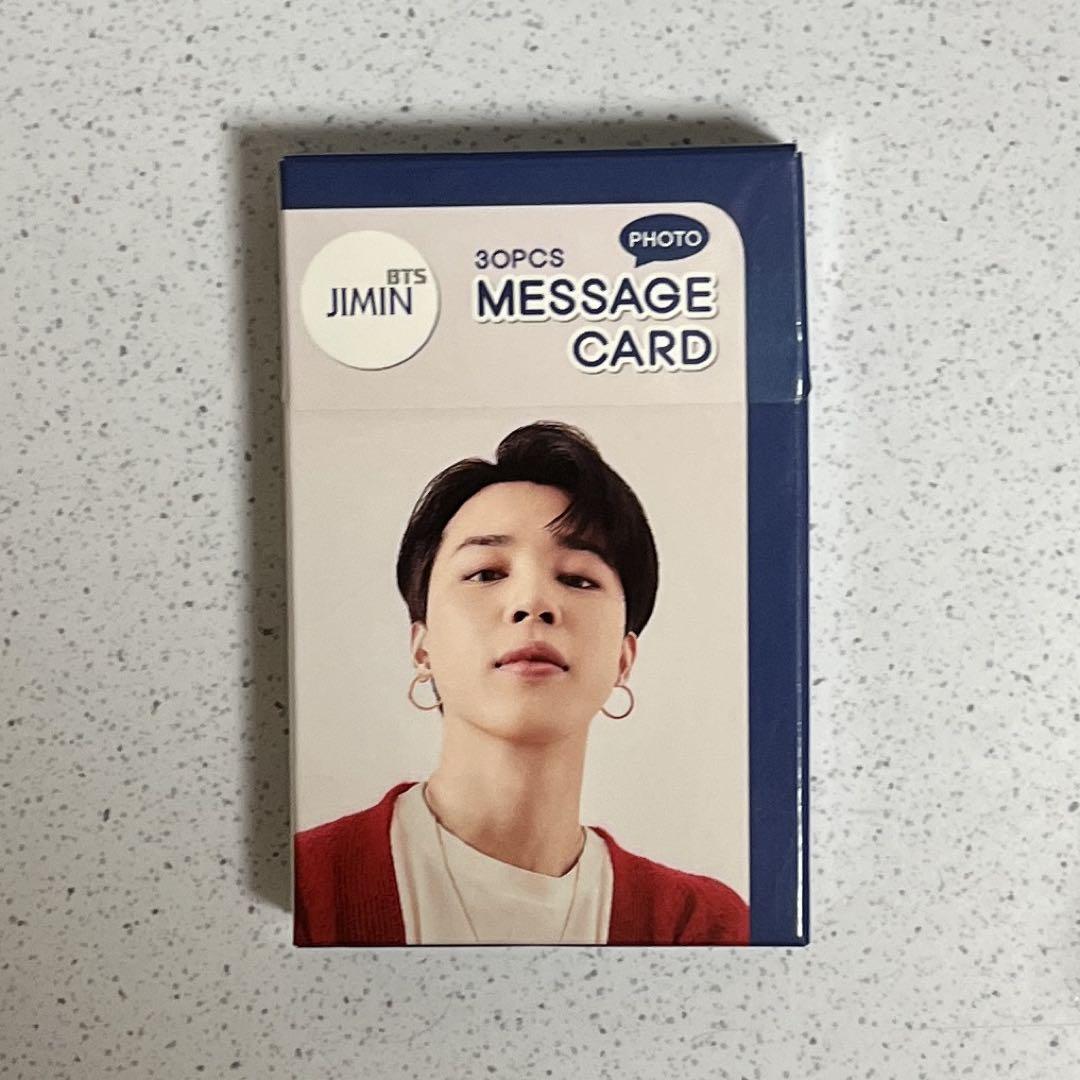 BTS
JIMIN
PHOTO
30PCS
MESSAGE
CARD